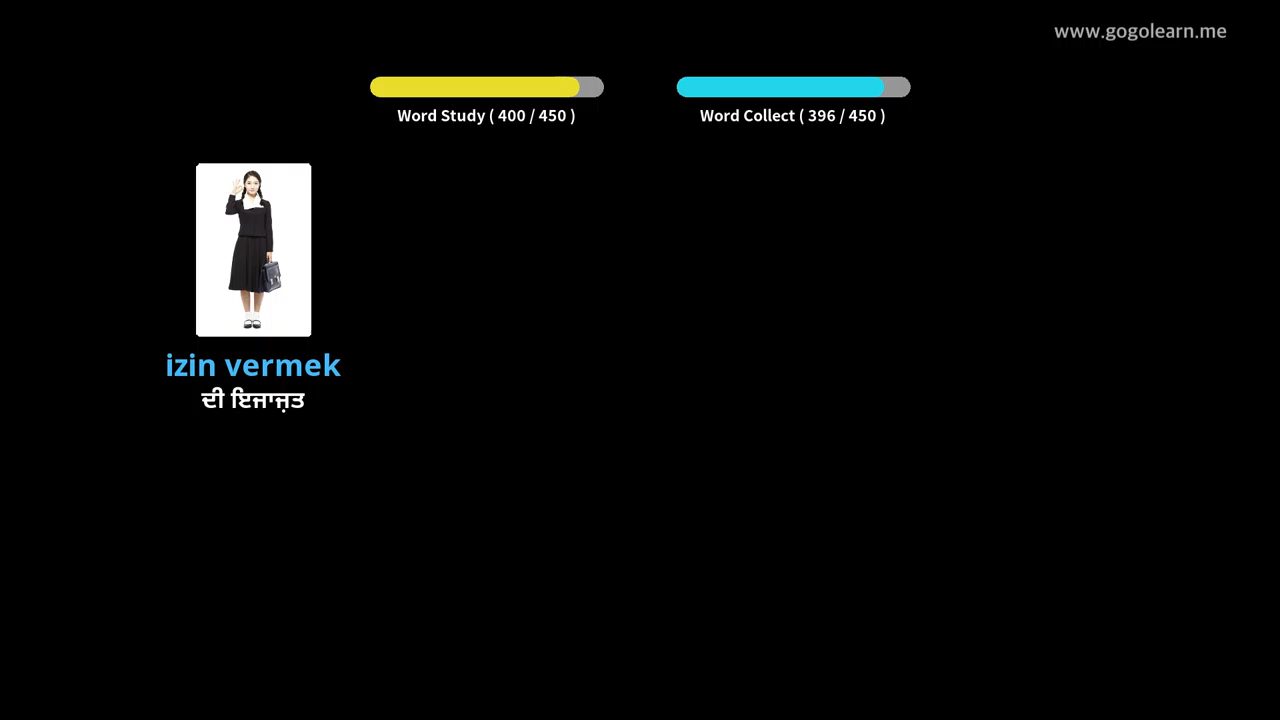 www.gogolearn.me
Word Study ( 400 / 450 )
Word Collect ( 396 / 450 )
izin vermek
ਦੀ ਇਜਾਜ਼ਤ